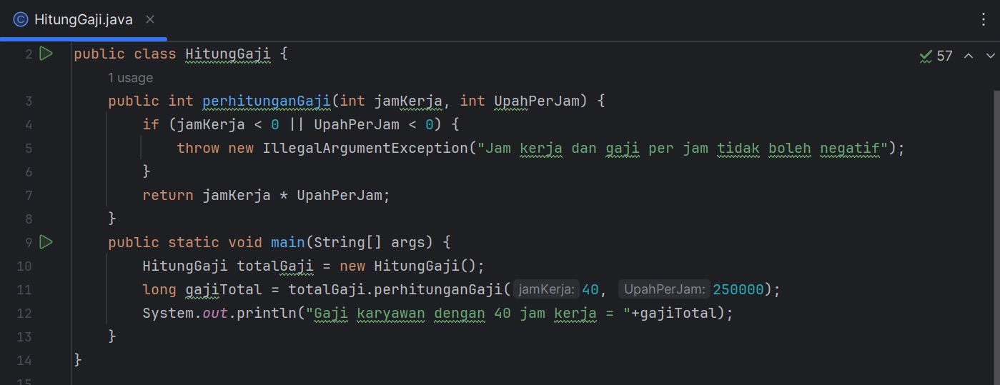 HitungGaji.java
57
2 public class HitungGaji {
1 usage
3 public int perhitunganGaji(int jamKerja, int UpahPerJam) {
4 if (jamKerja < 0 || UpahPerJam < 0) {
5 throw new IllegalArgumentException("Jam kerja dan gaji per jam tidak boleh negatif");
6 }
7 return jamKerja * UpahPerJam;
8 }
9 public static void main(String[] args) {
10 HitungGaji totalGaji = new HitungGaji();
11 long gajiTotal = totalGaji.perhitunganGaji( jamKerja: 40, UpahPerJam: 250000);
12 System.out.println("Gaji karyawan dengan 40 jam kerja = "+gajiTotal);
13 }
14 }
15